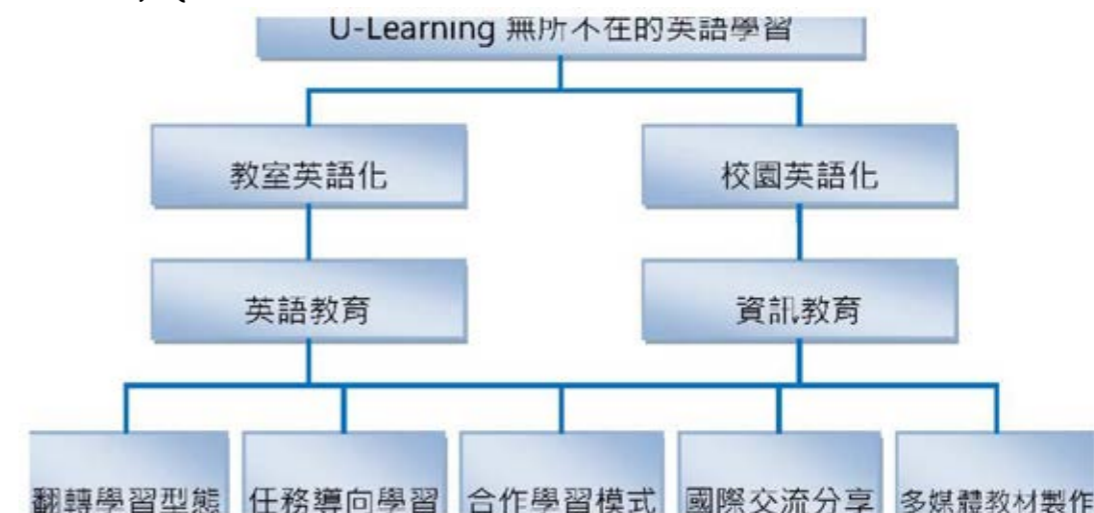 U-Learning 無所不在的英語學習
教室英語化
校園英語化
英語教育
資訊教育
翻轉學習型態
任務導向學習
合作學習模式
國際交流分享
多媒體教材製作